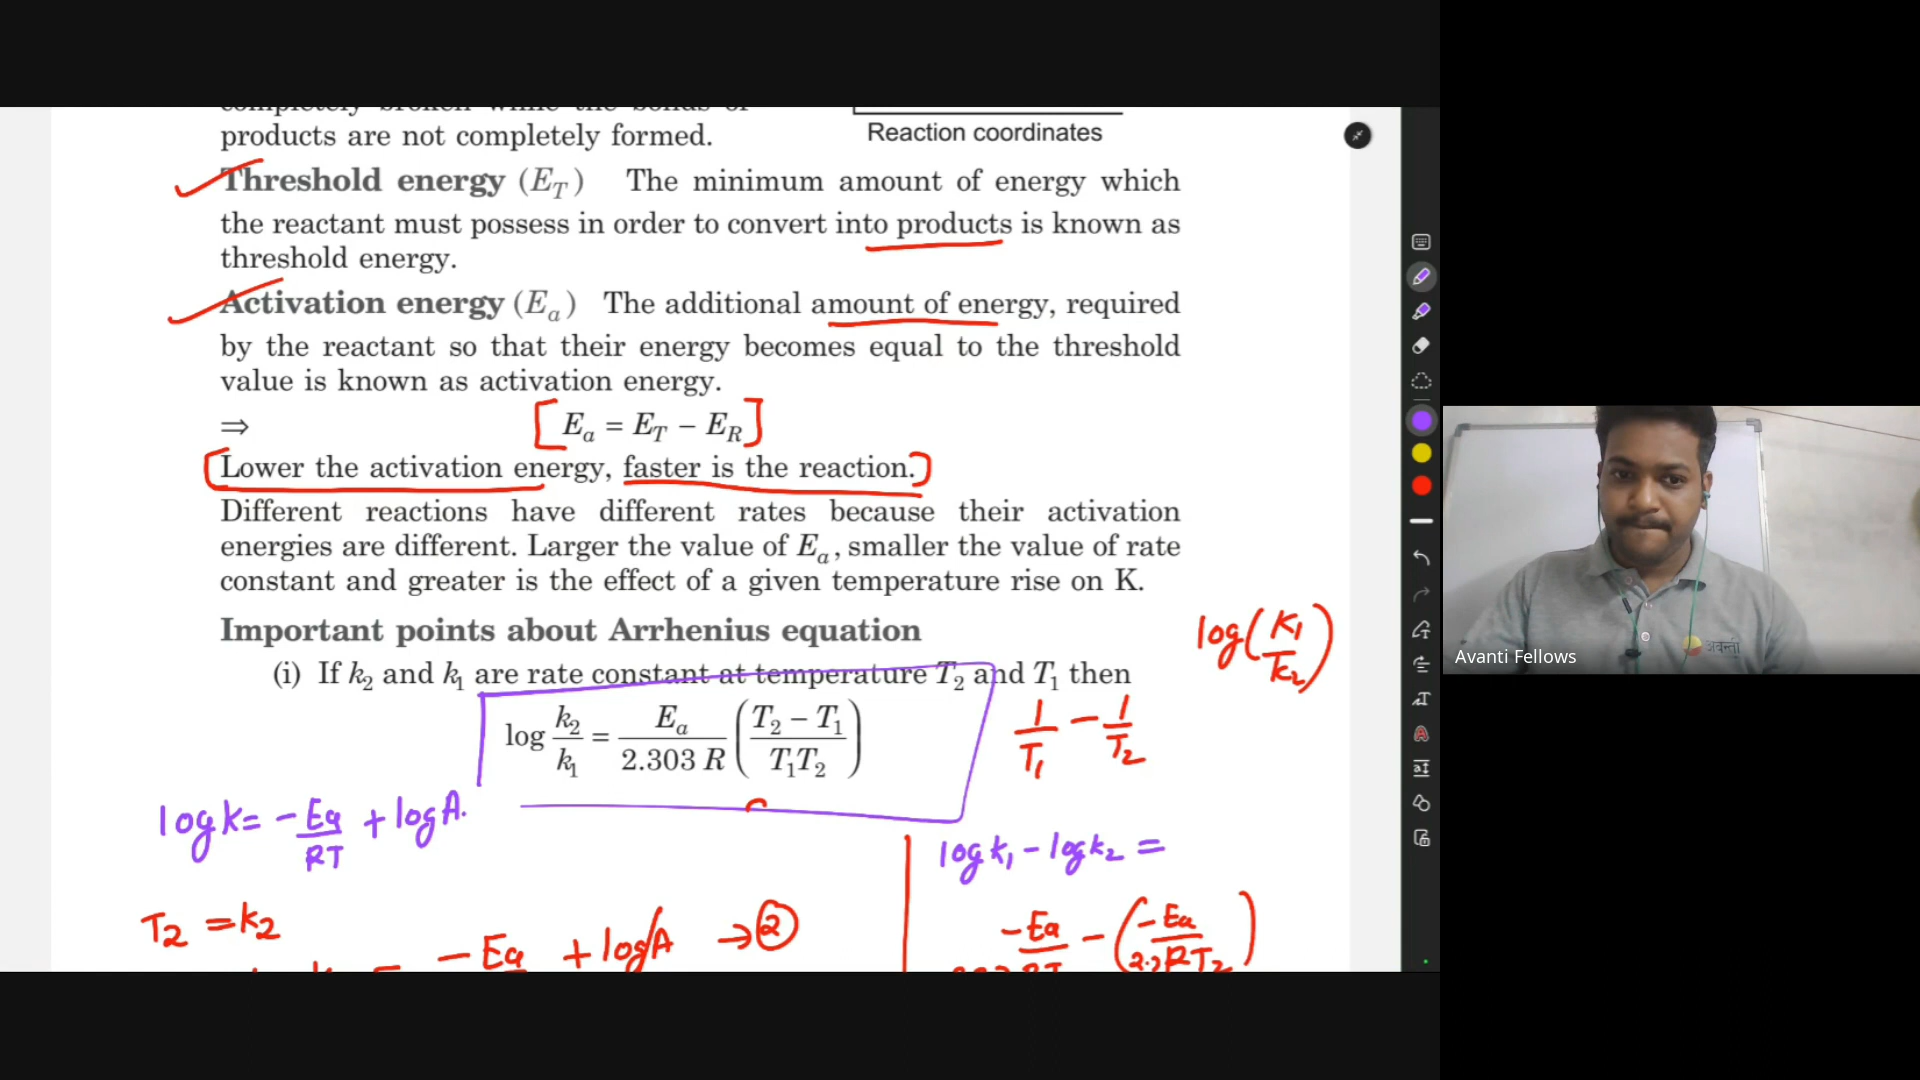 products are not completely formed.
Reaction coordinates
Threshold energy (E_T) The minimum amount of energy which
the reactant must possess in order to convert into products is known as
threshold energy.
Activation energy (E_a) The additional amount of energy, required
by the reactant so that their energy becomes equal to the threshold
value is known as activation energy.
⇒ [E_a = E_T − E_R]
[Lower the activation energy, faster is the reaction.]
Different reactions have different rates because their activation
energies are different. Larger the value of E_a, smaller the value of rate
constant and greater is the effect of a given temperature rise on K.
Important points about Arrhenius equation
(i) If k_2 and k_1 are rate constant at temperature T_2 and T_1 then
log k_2/k_1 = E_a/2.303 R ((T_2 − T_1)/T_1T_2)
log(K_1/K_2)
1/T_1 − 1/T_2
log k = −Ea/RT + log A.
log k_1 − log k_2 =
T_2 = k_2
−Ea + log A → ②
−Ea − (−Ea/2.3RT_2)
अवन्ती
Avanti Fellows